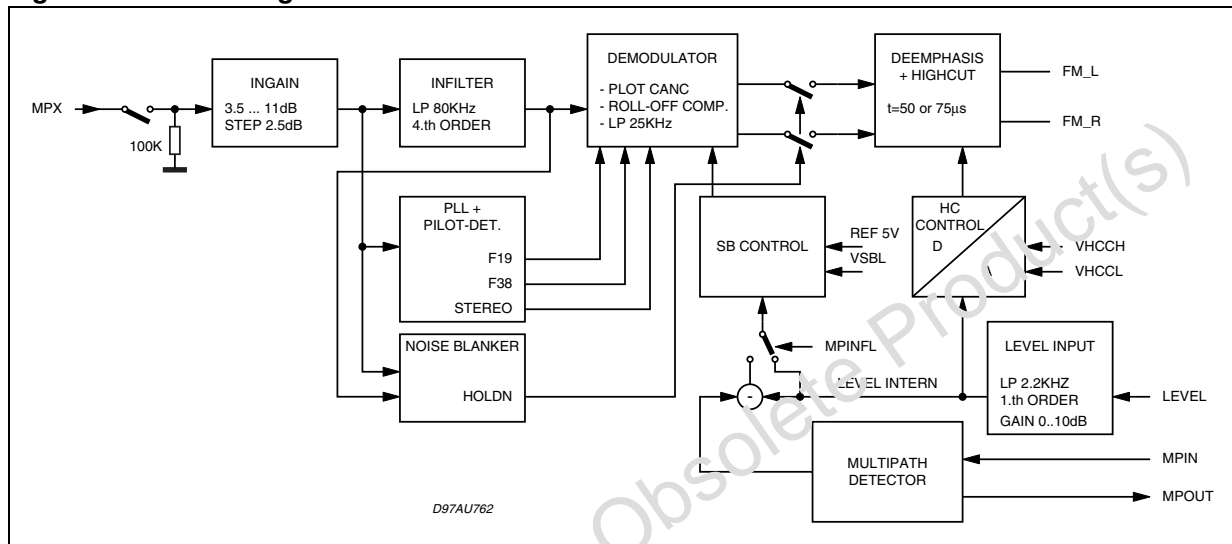 MPX
100K
INGAIN
3.5 ... 11dB
STEP 2.5dB
INFILTER
LP 80KHz
4.th ORDER
DEMODULATOR
- PLOT CANC
- ROLL-OFF COMP.
- LP 25KHz
DEEMPHASIS
+ HIGHCUT
t=50 or 75µs
FM_L
FM_R
PLL +
PILOT-DET.
F19
F38
STEREO
NOISE BLANKER
HOLDN
SB CONTROL
REF 5V
VSBL
HC
CONTROL
D
VHCCH
VHCCL
MPINFL
LEVEL INTERN
-
LEVEL INPUT
LP 2.2KHZ
1.th ORDER
GAIN 0..10dB
LEVEL
MULTIPATH
DETECTOR
MPIN
MPOUT
D97AU762
Obsolete Product(s)